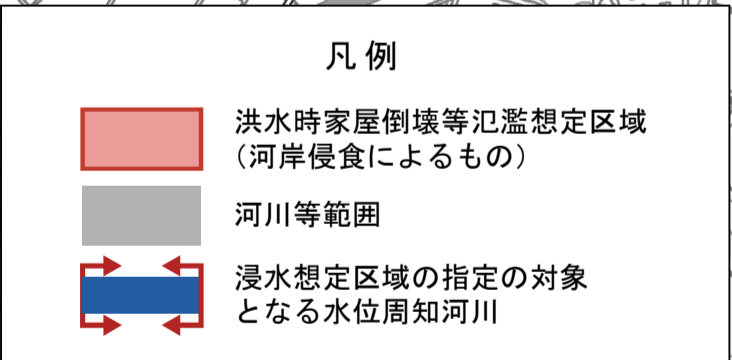 凡例
洪水時家屋倒壊等氾濫想定区域
（河岸侵食によるもの）
河川等範囲
浸水想定区域の指定の対象
となる水位周知河川